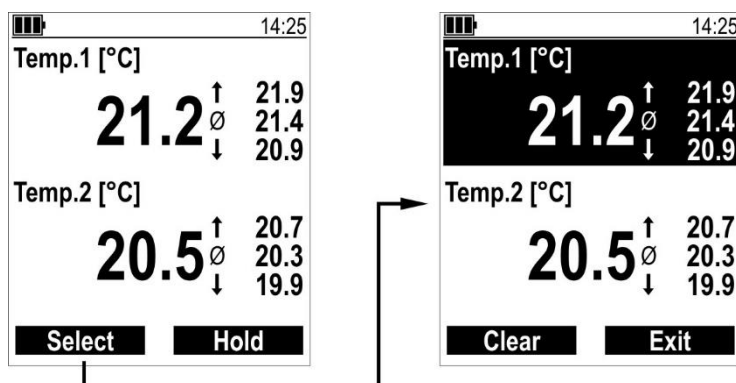 14:25
Temp.1 [°C]
21.2 ↑ 21.9
Ø 21.4
↓ 20.9
Temp.2 [°C]
20.5 ↑ 20.7
Ø 20.3
↓ 19.9
Select Hold
14:25
Temp.1 [°C]
21.2 ↑ 21.9
Ø 21.4
↓ 20.9
Temp.2 [°C]
20.5 ↑ 20.7
Ø 20.3
↓ 19.9
Clear Exit